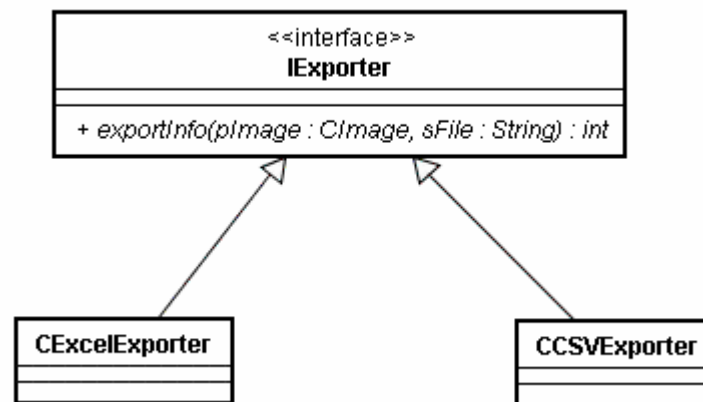 <<interface>>
IExporter
+ exportInfo(pImage : CImage, sFile : String) : int
CExcelExporter
CCSVExporter